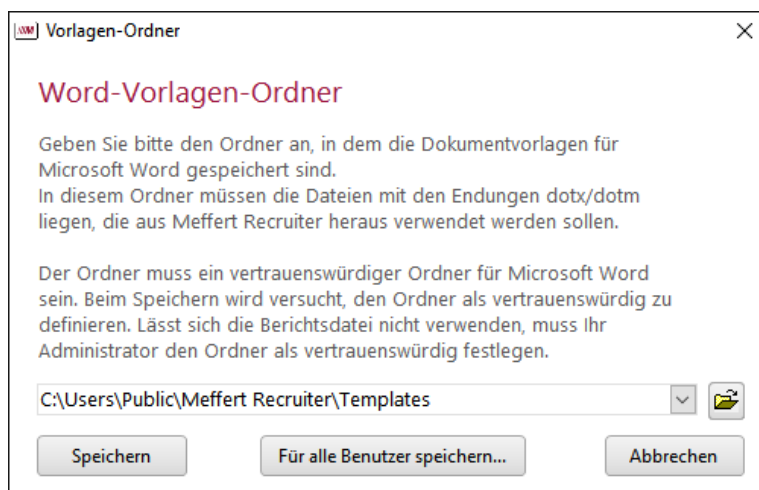 Vorlagen-Ordner
Word-Vorlagen-Ordner
Geben Sie bitte den Ordner an, in dem die Dokumentvorlagen für
Microsoft Word gespeichert sind.
In diesem Ordner müssen die Dateien mit den Endungen dotx/dotm
liegen, die aus Meffert Recruiter heraus verwendet werden sollen.
Der Ordner muss ein vertrauenswürdiger Ordner für Microsoft Word
sein. Beim Speichern wird versucht, den Ordner als vertrauenswürdig zu
definieren. Lässt sich die Berichtsdatei nicht verwenden, muss Ihr
Administrator den Ordner als vertrauenswürdig festlegen.
C:\Users\Public\Meffert Recruiter\Templates
Speichern Für alle Benutzer speichern... Abbrechen